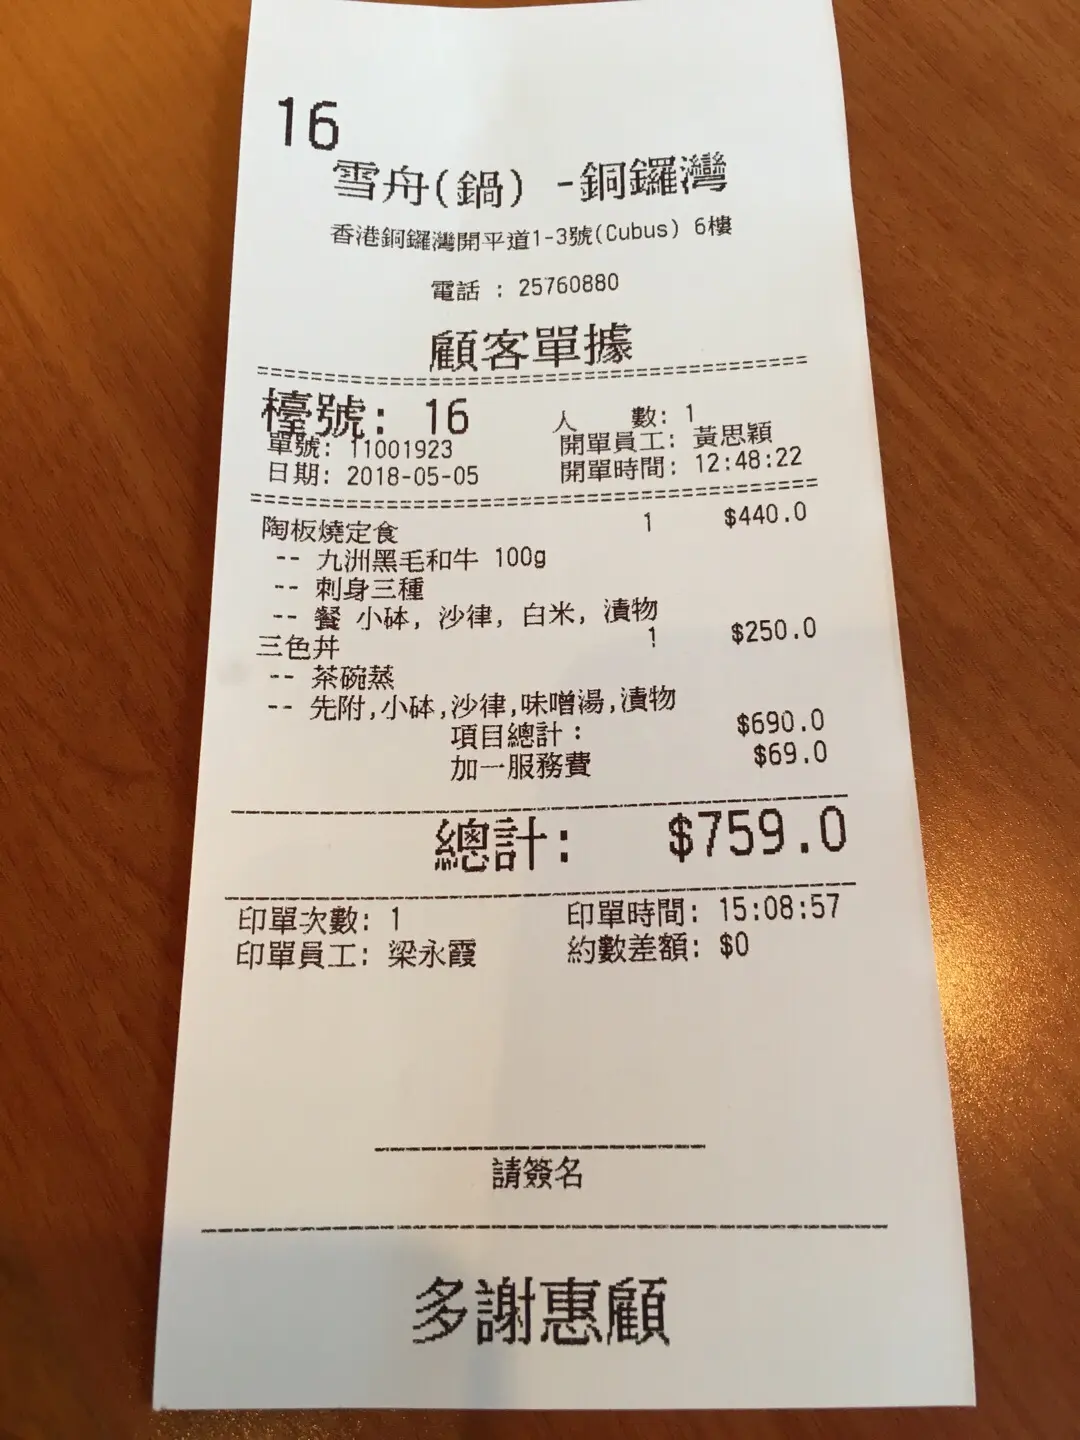 16
雪舟(鍋) -銅鑼灣
香港銅鑼灣開平道1-3號(Cubus) 6樓
電話 : 25760880
顧客單據
檯號: 16 人 數: 1
單號: 11001923 開單員工: 黃思穎
日期: 2018-05-05 開單時間: 12:48:22
陶板燒定食 1 $440.0
-- 九洲黑毛和牛 100g
-- 刺身三種
-- 餐 小砵, 沙律, 白米, 漬物
三色丼 1 $250.0
-- 茶碗蒸
-- 先附,小砵,沙律,味噌湯,漬物
項目總計: $690.0
加一服務費 $69.0
總計: $759.0
印單次數: 1 印單時間: 15:08:57
印單員工: 梁永霞 約數差額: $0
請簽名
多謝惠顧